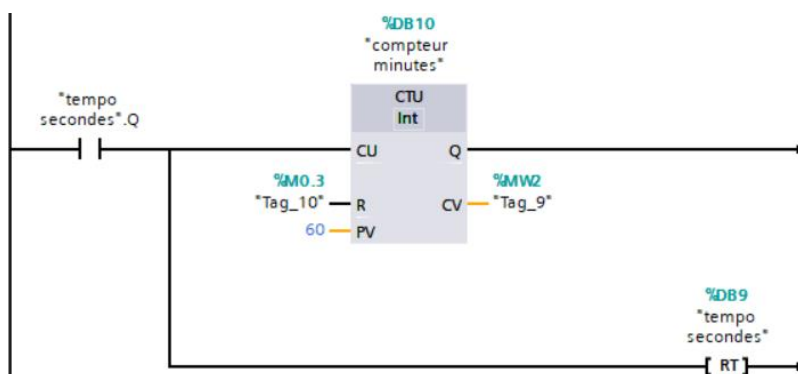 %DB10
"compteur
minutes"
CTU
Int
"tempo
secondes".Q
CU Q
%M0.3 %MW2
"Tag_10" R CV "Tag_9"
60 PV
%DB9
"tempo
secondes"
RT